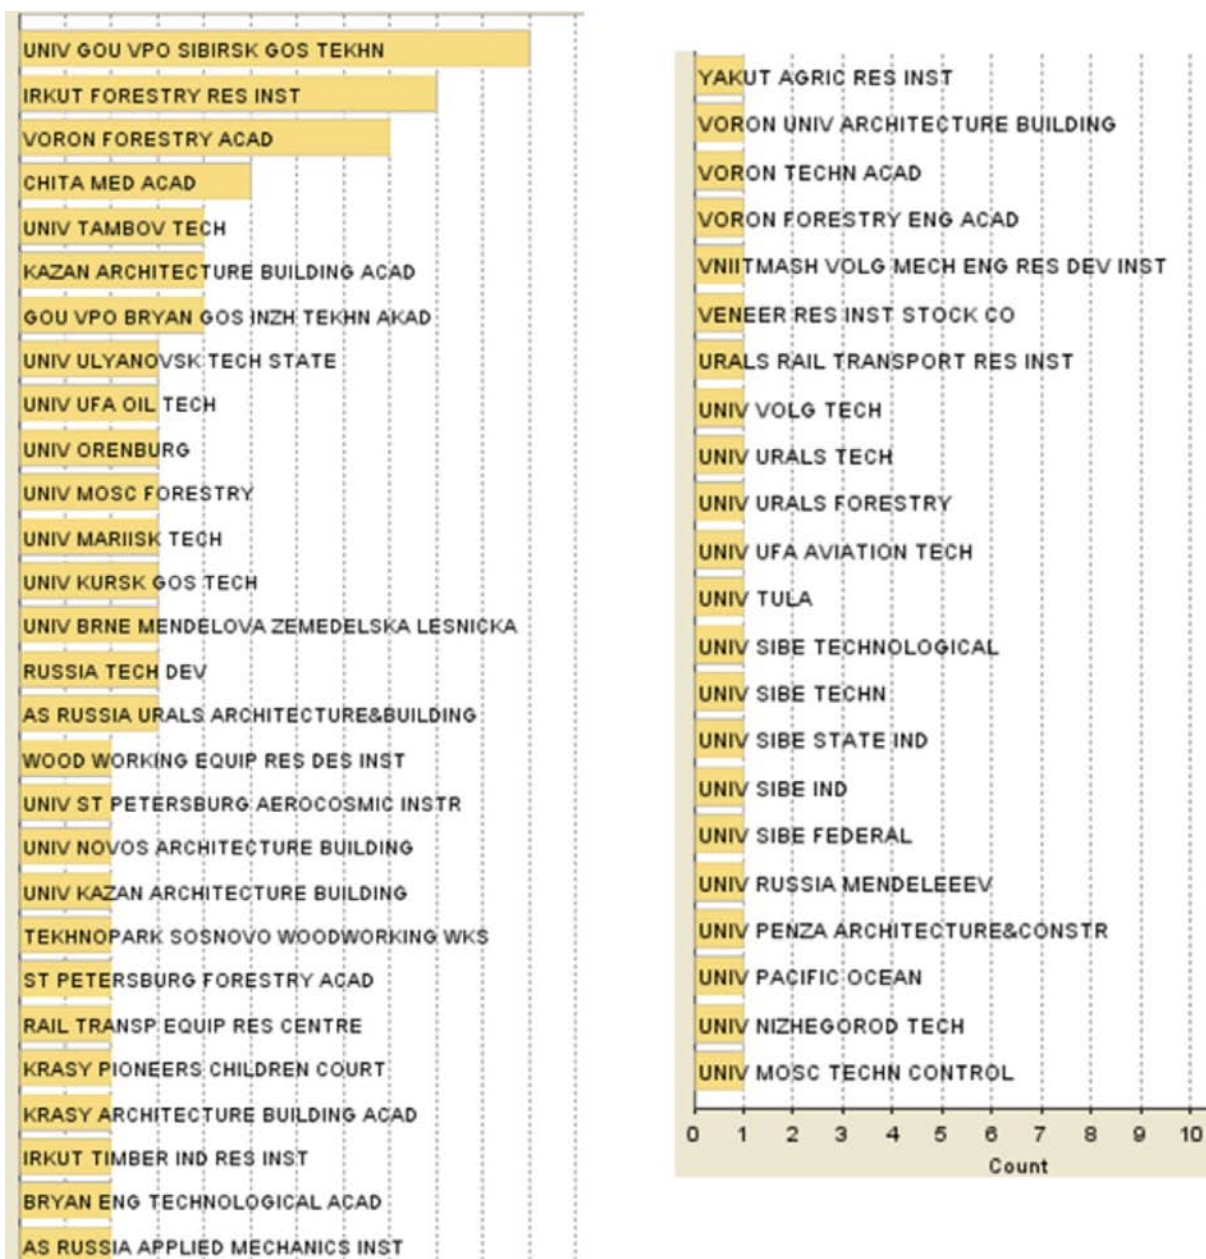 UNIV GOU VPO SIBIRSK GOS TEKHN
IRKUT FORESTRY RES INST
VORON FORESTRY ACAD
CHITA MED ACAD
UNIV TAMBOV TECH
KAZAN ARCHITECTURE BUILDING ACAD
GOU VPO BRYAN GOS INZH TEKHN AKAD
UNIV ULYANOVSK TECH STATE
UNIV UFA OIL TECH
UNIV ORENBURG
UNIV MOSC FORESTRY
UNIV MARIISK TECH
UNIV KURSK GOS TECH
UNIV BRNE MENDELOVA ZEMEDELSKA LESNICKA
RUSSIA TECH DEV
AS RUSSIA URALS ARCHITECTURE&BUILDING
WOOD WORKING EQUIP RES DES INST
UNIV ST PETERSBURG AEROCOSMIC INSTR
UNIV NOVOS ARCHITECTURE BUILDING
UNIV KAZAN ARCHITECTURE BUILDING
TEKHNOPARK SOSNOVO WOODWORKING WKS
ST PETERSBURG FORESTRY ACAD
RAIL TRANSP EQUIP RES CENTRE
KRASY PIONEERS CHILDREN COURT
KRASY ARCHITECTURE BUILDING ACAD
IRKUT TIMBER IND RES INST
BRYAN ENG TECHNOLOGICAL ACAD
AS RUSSIA APPLIED MECHANICS INST
YAKUT AGRIC RES INST
VORON UNIV ARCHITECTURE BUILDING
VORON TECHN ACAD
VORON FORESTRY ENG ACAD
VNIITMASH VOLG MECH ENG RES DEV INST
VENEER RES INST STOCK CO
URALS RAIL TRANSPORT RES INST
UNIV VOLG TECH
UNIV URALS TECH
UNIV URALS FORESTRY
UNIV UFA AVIATION TECH
UNIV TULA
UNIV SIBE TECHNOLOGICAL
UNIV SIBE TECHN
UNIV SIBE STATE IND
UNIV SIBE IND
UNIV SIBE FEDERAL
UNIV RUSSIA MENDELEEEV
UNIV PENZA ARCHITECTURE&CONSTR
UNIV PACIFIC OCEAN
UNIV NIZHEGOROD TECH
UNIV MOSC TECHN CONTROL
0 1 2 3 4 5 6 7 8 9 10
Count